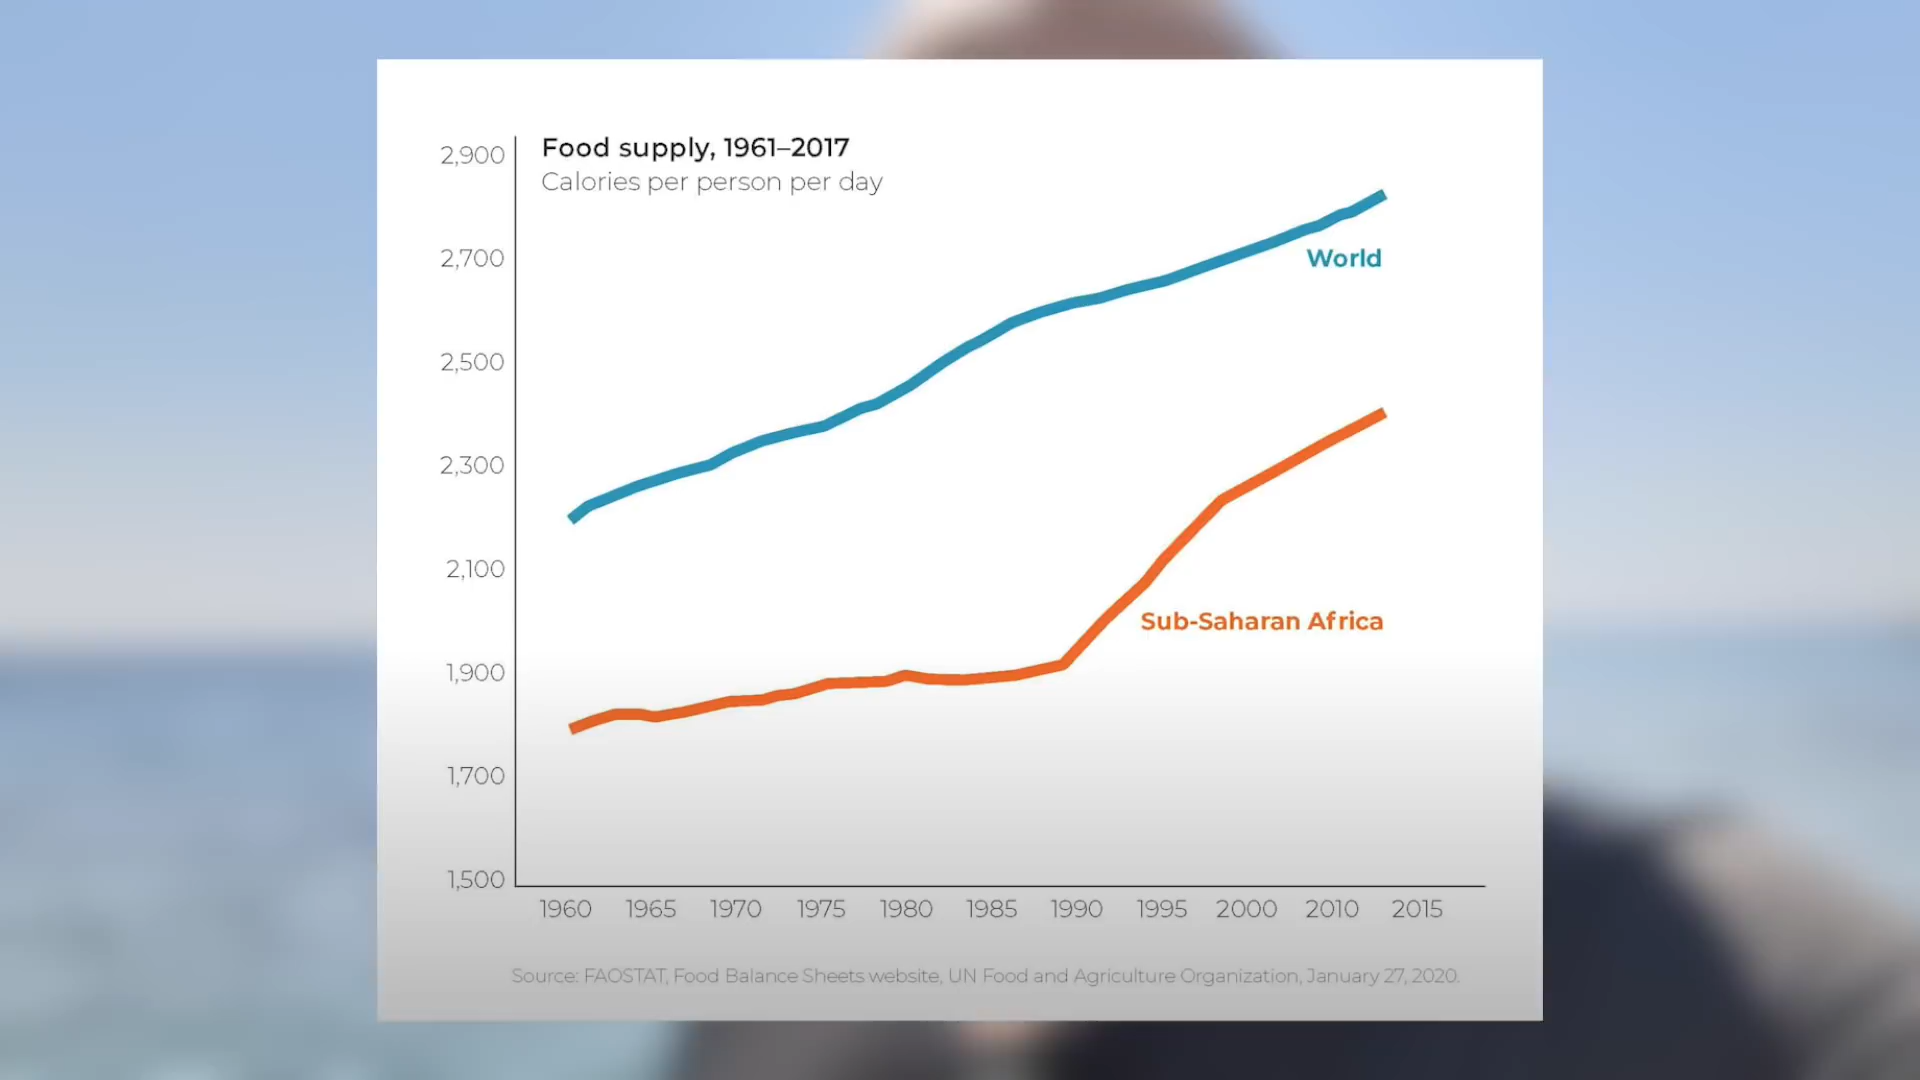 Food supply, 1961–2017
Calories per person per day
2,900
2,700
2,500
2,300
2,100
1,900
1,700
1,500
World
Sub-Saharan Africa
1960 1965 1970 1975 1980 1985 1990 1995 2000 2010 2015
Source: FAOSTAT, Food Balance Sheets website, UN Food and Agriculture Organization, January 27, 2020.